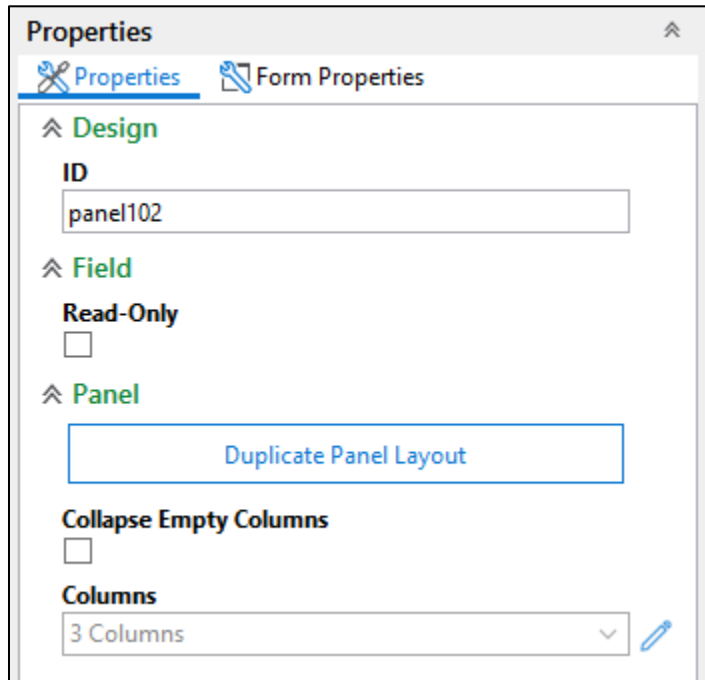 Properties
Properties Form Properties
Design
ID
panel102
Field
Read-Only
Panel
Duplicate Panel Layout
Collapse Empty Columns
Columns
3 Columns